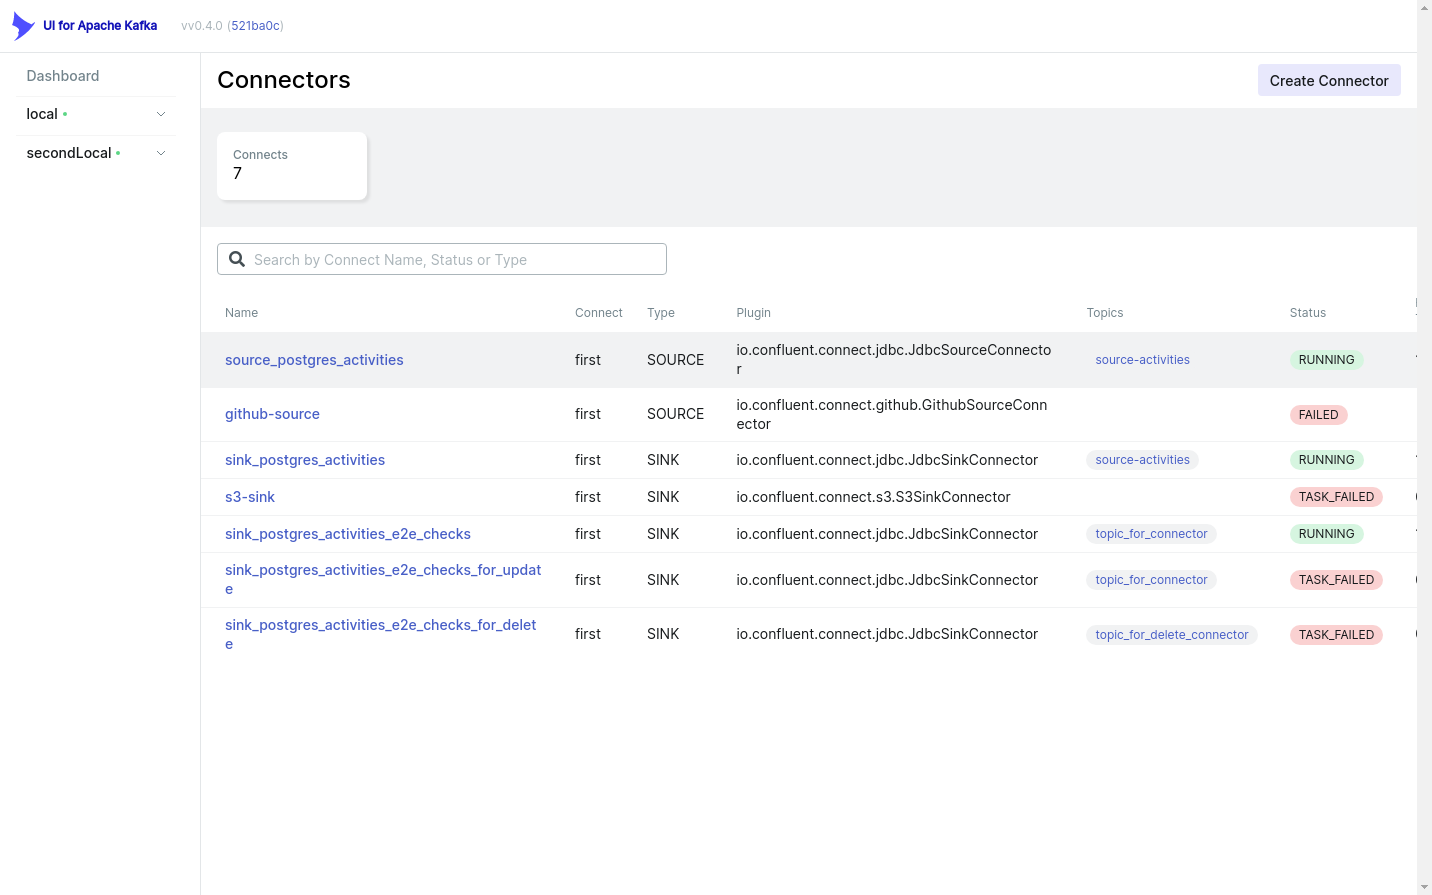 UI for Apache Kafka vv0.4.0 (521ba0c)
Dashboard
local
secondLocal
Connectors
Create Connector
Connects
7
Search by Connect Name, Status or Type
Name Connect Type Plugin Topics Status
source_postgres_activities first SOURCE io.confluent.connect.jdbc.JdbcSourceConnecto
r source-activities RUNNING
github-source first SOURCE io.confluent.connect.github.GithubSourceConn
ector FAILED
sink_postgres_activities first SINK io.confluent.connect.jdbc.JdbcSinkConnector source-activities RUNNING
s3-sink first SINK io.confluent.connect.s3.S3SinkConnector TASK_FAILED
sink_postgres_activities_e2e_checks first SINK io.confluent.connect.jdbc.JdbcSinkConnector topic_for_connector RUNNING
sink_postgres_activities_e2e_checks_for_updat
e first SINK io.confluent.connect.jdbc.JdbcSinkConnector topic_for_connector TASK_FAILED
sink_postgres_activities_e2e_checks_for_delet
e first SINK io.confluent.connect.jdbc.JdbcSinkConnector topic_for_delete_connector TASK_FAILED